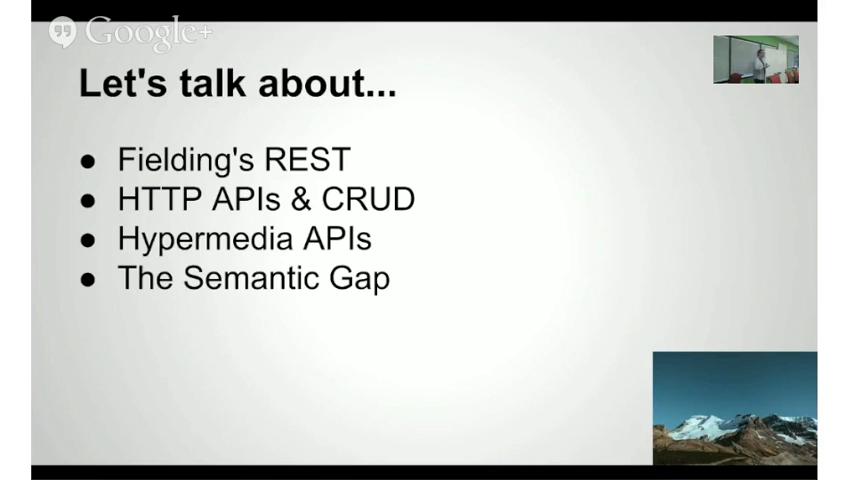 Google+
Let's talk about...
● Fielding's REST
● HTTP APIs & CRUD
● Hypermedia APIs
● The Semantic Gap